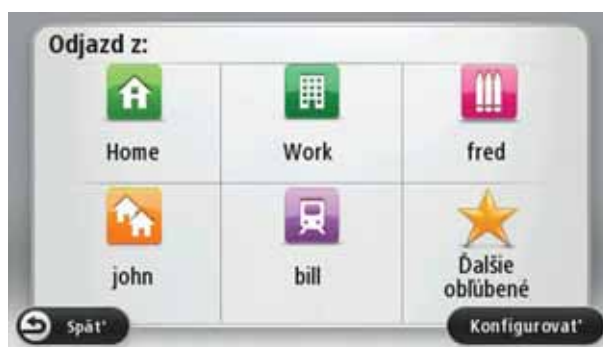 Odjazd z:
Home
Work
fred
john
bill
Ďalšie
obľúbené
Späť
Konfigurovať